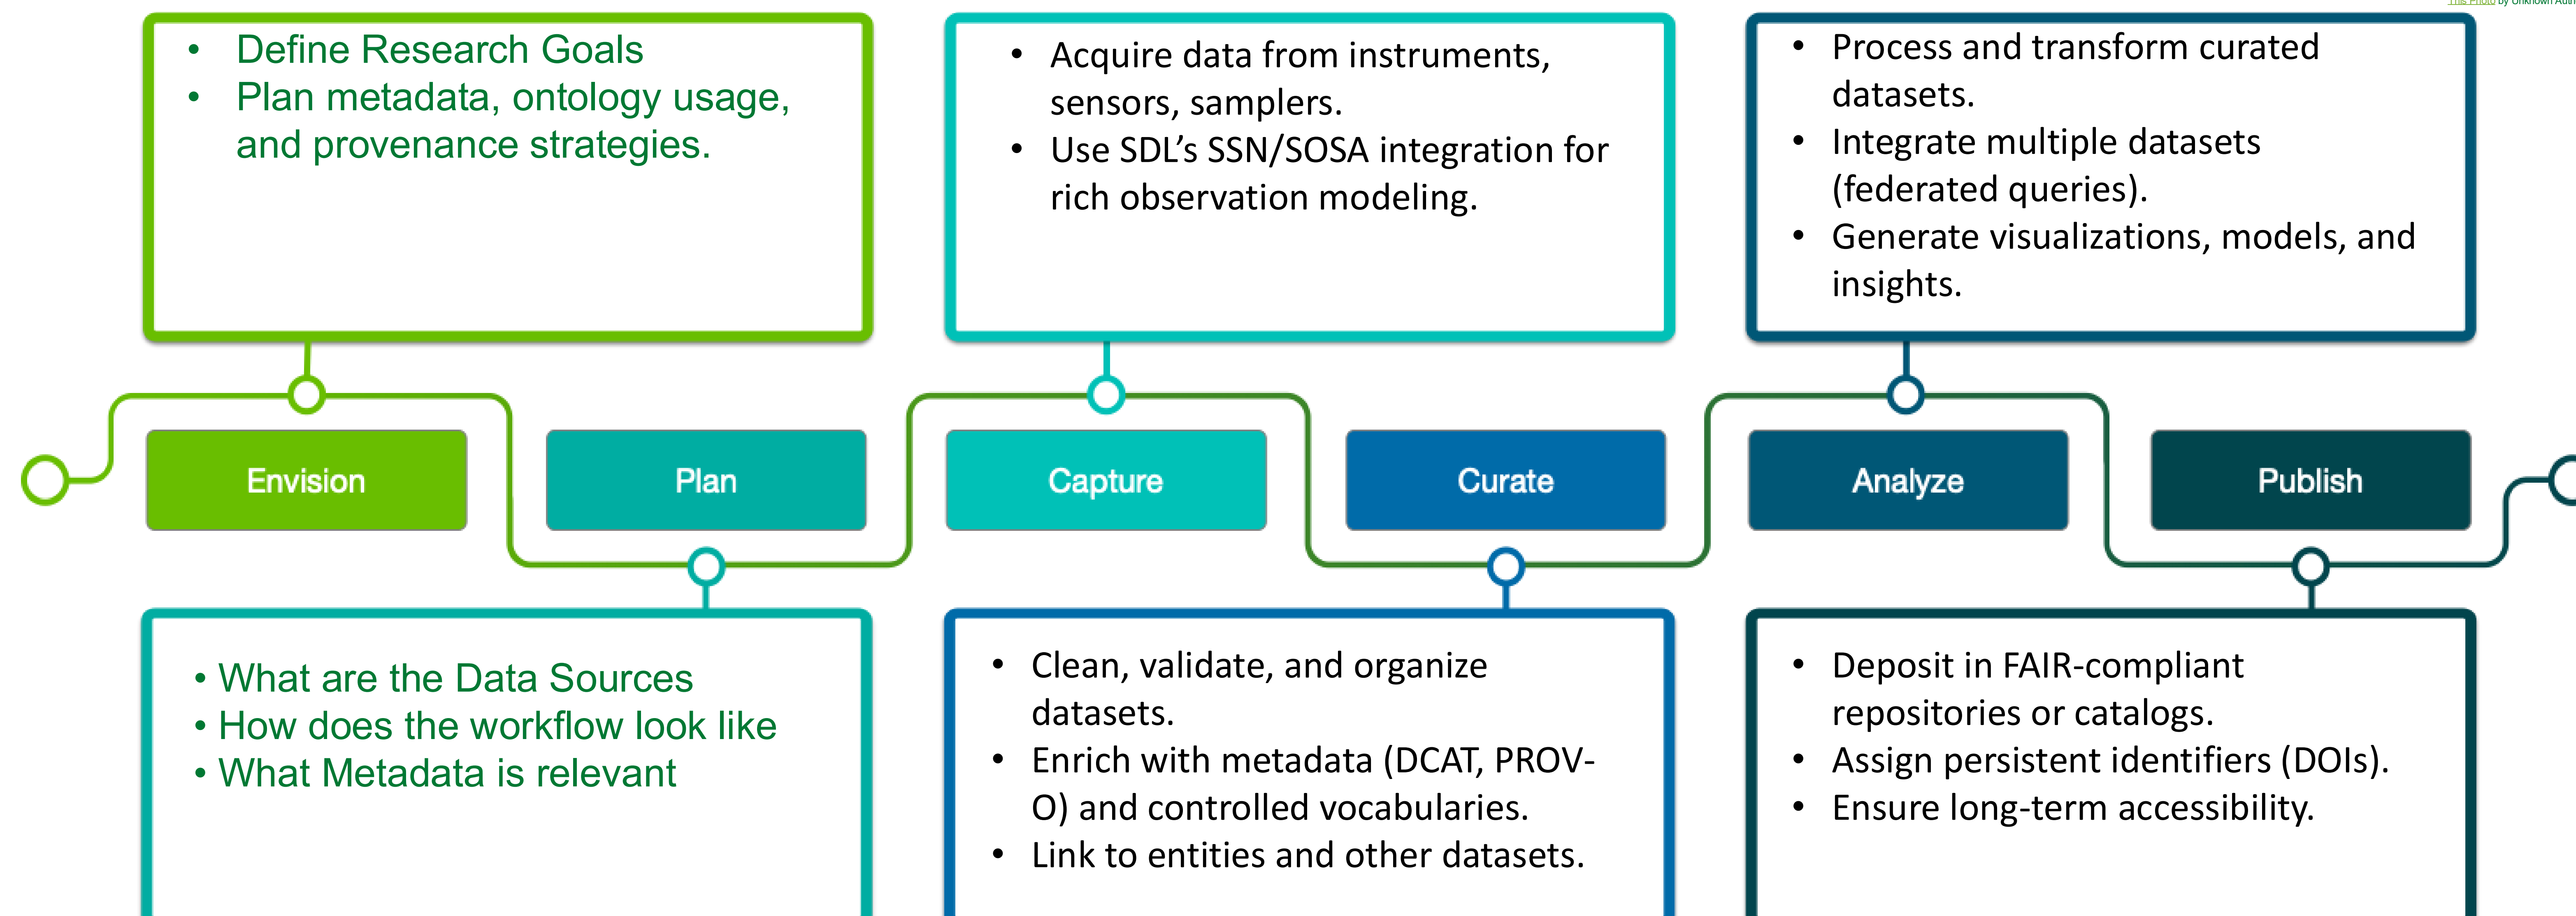 This Photo by Unknown Auth
• Define Research Goals
• Plan metadata, ontology usage,
and provenance strategies.
• Acquire data from instruments,
sensors, samplers.
• Use SDL’s SSN/SOSA integration for
rich observation modeling.
• Process and transform curated
datasets.
• Integrate multiple datasets
(federated queries).
• Generate visualizations, models, and
insights.
Envision
Plan
Capture
Curate
Analyze
Publish
• What are the Data Sources
• How does the workflow look like
• What Metadata is relevant
• Clean, validate, and organize
datasets.
• Enrich with metadata (DCAT, PROV-
O) and controlled vocabularies.
• Link to entities and other datasets.
• Deposit in FAIR-compliant
repositories or catalogs.
• Assign persistent identifiers (DOIs).
• Ensure long-term accessibility.